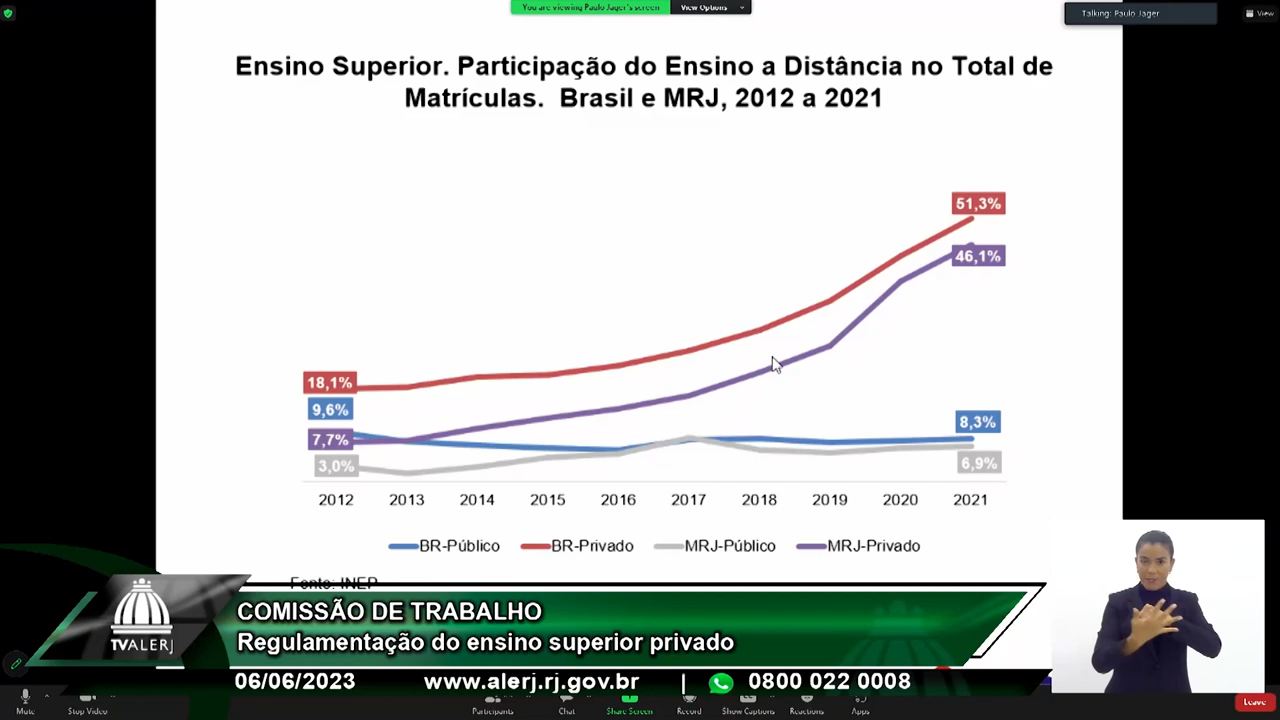 You are viewing Paulo Jager's screen
View Options
Talking: Paulo Jager
View
Ensino Superior. Participação do Ensino a Distância no Total de
Matrículas. Brasil e MRJ, 2012 a 2021
51,3%
46,1%
18,1%
9,6%
7,7%
3,0%
8,3%
6,9%
2012 2013 2014 2015 2016 2017 2018 2019 2020 2021
BR-Público BR-Privado MRJ-Público MRJ-Privado
Fonte: INEP
TVALERJ
COMISSÃO DE TRABALHO
Regulamentação do ensino superior privado
06/06/2023 www.alerj.rj.gov.br | 0800 022 0008
Mute Stop Video Participants Chat Share Screen Record Show Captions Reactions Apps Leave